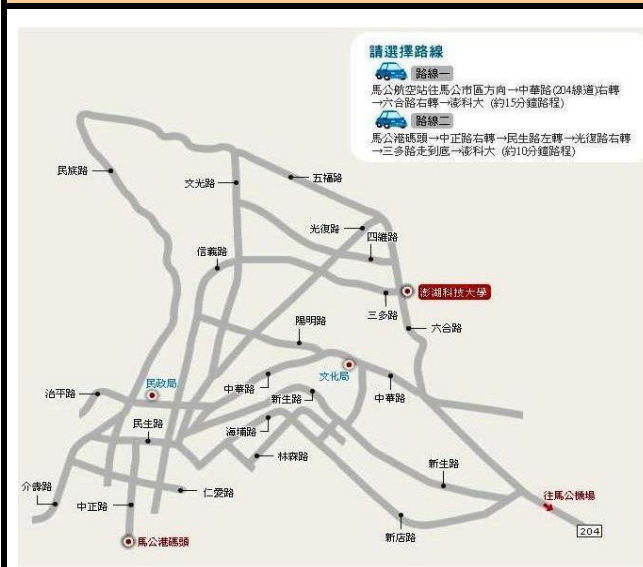 請選擇路線
路線一
馬公航空站往馬公市區方向→中華路(204線道)右轉
→六合路右轉→澎科大 (約15分鐘路程)
路線二
馬公港碼頭→中正路右轉→民生路左轉→光復路右轉
→三多路走到底→澎科大 (約10分鐘路程)
民族路
文光路
五福路
光復路
四維路
信義路
澎湖科技大學
三多路
六合路
陽明路
民政局
文化局
治平路
中華路
新生路
中華路
民生路
海埔路
林森路
新生路
介壽路
仁愛路
中正路
往馬公機場
馬公港碼頭
新店路
204